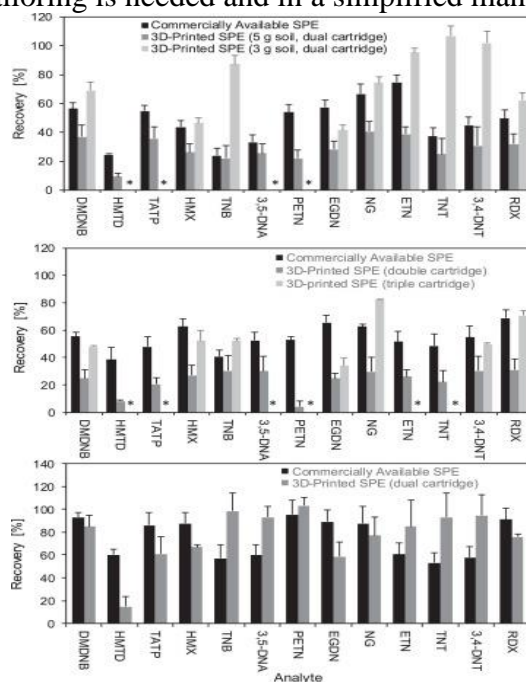 is needed and in a simplified
120
100
80
60
40
20
0
Recovery [%]
Commercially Available SPE
3D-Printed SPE (5 g soil, dual cartridge)
3D-Printed SPE (3 g soil, dual cartridge)
* * * *
DMDNB
HMTD
TATP
HMX
TNB
3,5-DNA
PETN
EGDN
NG
ETN
TNT
3,4-DNT
RDX
120
100
80
60
40
20
0
Recovery [%]
Commercially Available SPE
3D-Printed SPE (double cartridge)
3D-printed SPE (triple cartridge)
* * * * * *
DMDNB
HMTD
TATP
HMX
TNB
3,5-DNA
PETN
EGDN
NG
ETN
TNT
3,4-DNT
RDX
140
120
100
80
60
40
20
0
Recovery [%]
Commercially Available SPE
3D-Printed SPE (dual cartridge)
DMDNB
HMTD
TATP
HMX
TNB
3,5-DNA
PETN
EGDN
NG
ETN
TNT
3,4-DNT
RDX
Analyte